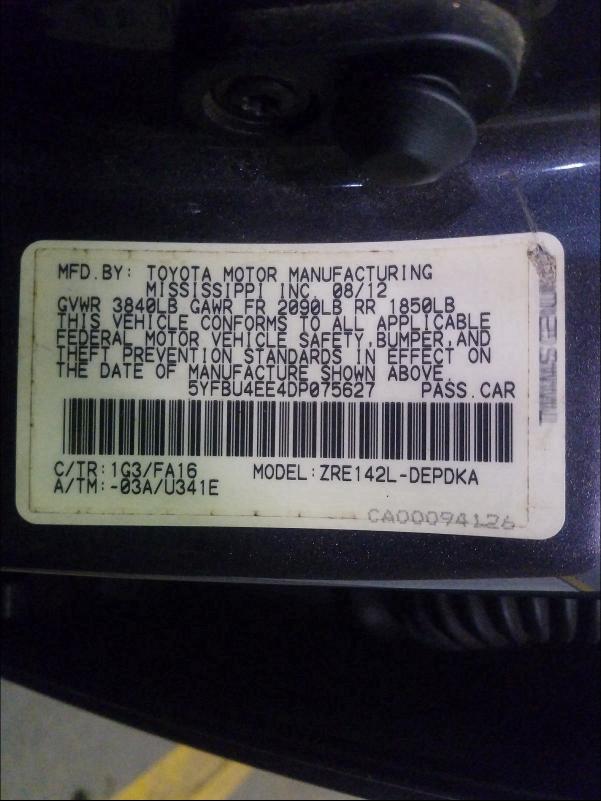 MFD.BY: TOYOTA MOTOR MANUFACTURING
MISSISSIPPI INC. 08/12
GVWR 3840LB GAWR FR 2090LB RR 1850LB
THIS VEHICLE CONFORMS TO ALL APPLICABLE
FEDERAL MOTOR VEHICLE SAFETY,BUMPER,AND
THEFT PREVENTION STANDARDS IN EFFECT ON
THE DATE OF MANUFACTURE SHOWN ABOVE.
5YFBU4EE4DP075627 PASS.CAR
C/TR:1G3/FA16 MODEL:ZRE142L-DEPDKA
A/TM:-03A/U341E
CA00094126